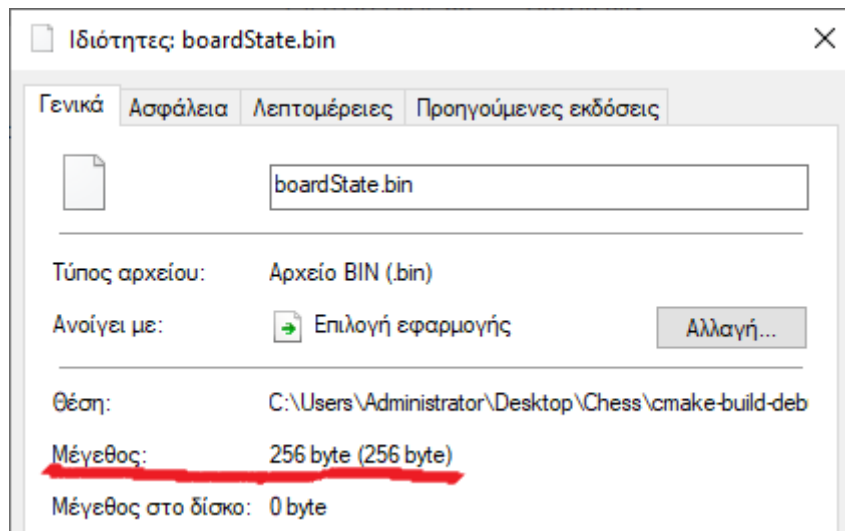 Ιδιότητες: boardState.bin
Γενικά Ασφάλεια Λεπτομέρειες Προηγούμενες εκδόσεις
boardState.bin
Τύπος αρχείου: Αρχείο BIN (.bin)
Ανοίγει με: Επιλογή εφαρμογής Αλλαγή...
Θέση: C:\Users\Administrator\Desktop\Chess\cmake-build-deb
Μέγεθος: 256 byte (256 byte)
Μέγεθος στο δίσκο: 0 byte